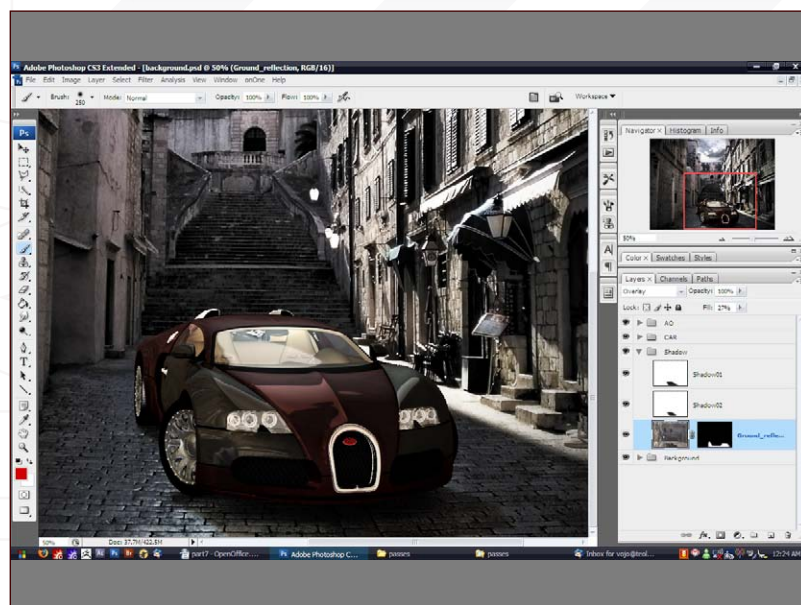 Adobe Photoshop CS3 Extended - [background.psd @ 50% (Ground_reflection, RGB/16)]
File Edit Image Layer Select Filter Analysis View Window onOne Help
Brush: 250 Mode: Normal Opacity: 100% Flow: 100% Workspace
Ps
Navigator × Histogram Info
50%
Color × Swatches Styles
Layers × Channels Paths
Overlay Opacity: 100%
Lock: Fill: 27%
AO
CAR
Shadow
Shadow01
Shadow02
Ground_refle...
Background
50% Doc: 37.7M/422.5M
part7 - OpenOffice.... Adobe Photoshop C... passes passes Inbox for 12:24 AM